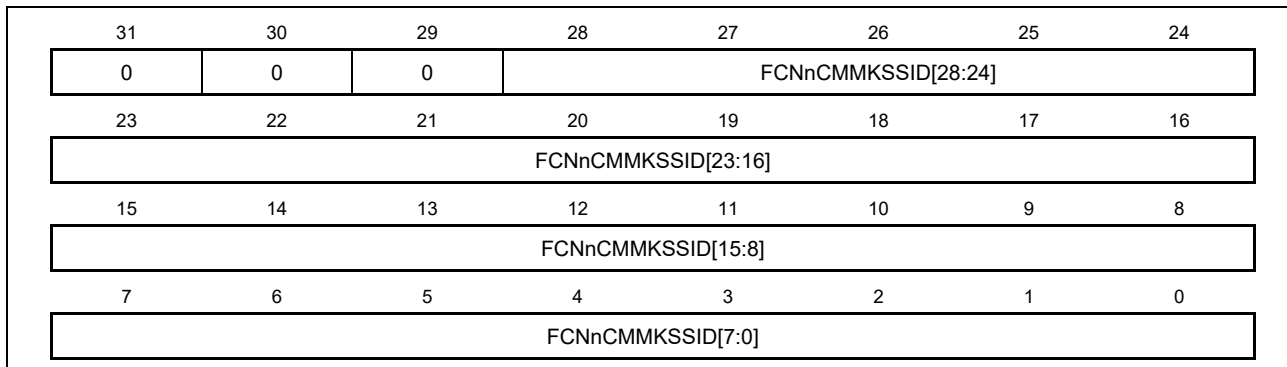 31 30 29 28 27 26 25 24
0 0 0 FCNnCMMKSSID[28:24]
23 22 21 20 19 18 17 16
FCNnCMMKSSID[23:16]
15 14 13 12 11 10 9 8
FCNnCMMKSSID[15:8]
7 6 5 4 3 2 1 0
FCNnCMMKSSID[7:0]